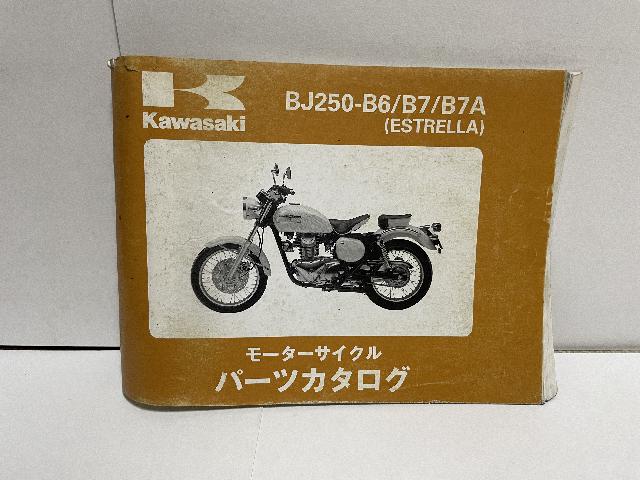 Kawasaki
BJ250-B6/B7/B7A
(ESTRELLA)
モーターサイクル
パーツカタログ